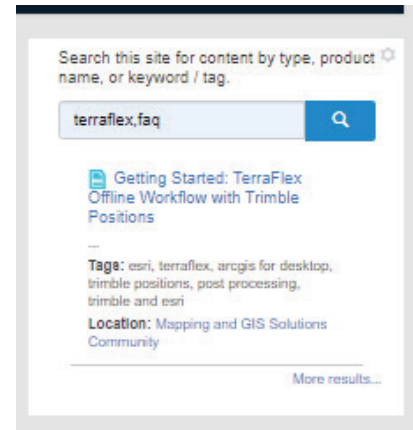 Search this site for content by type, product
name, or keyword / tag.
terraflex,faq
Getting Started: TerraFlex
Offline Workflow with Trimble
Positions
...
Tags: esri, terraflex, arcgis for desktop,
trimble positions, post processing,
trimble and esri
Location: Mapping and GIS Solutions
Community
More results...